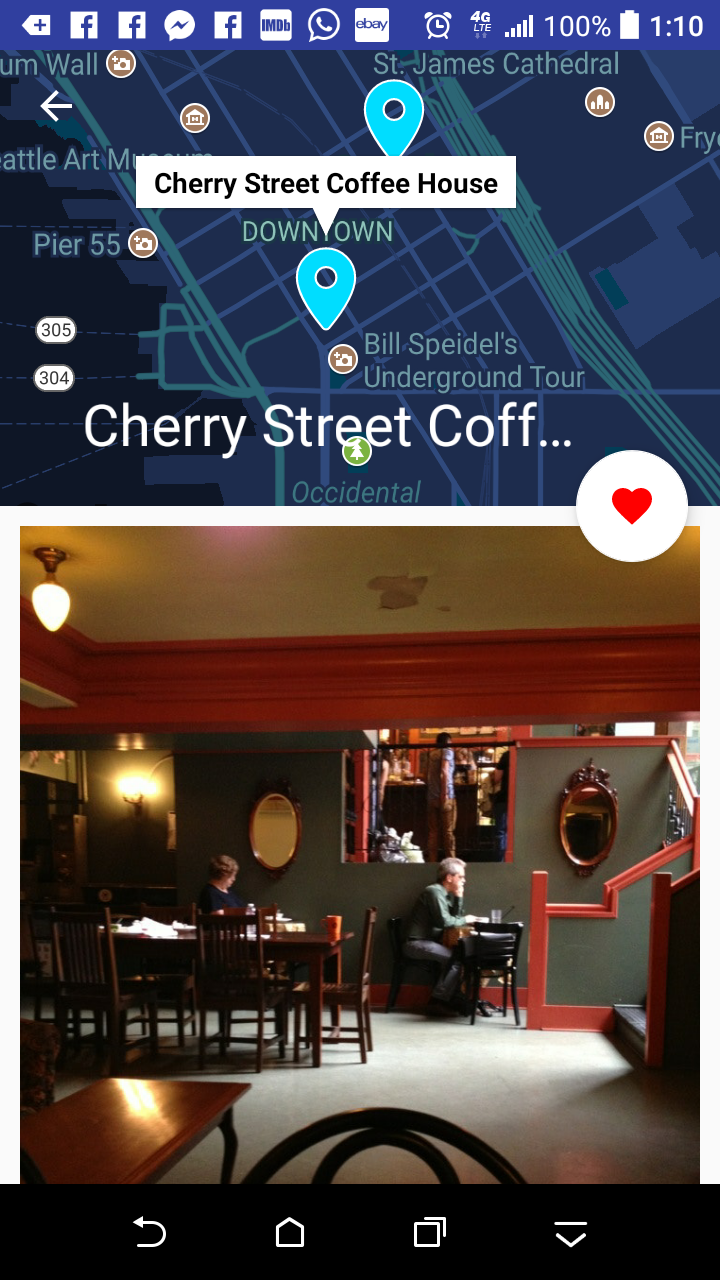 IMDb
ebay
4G
LTE
100%
1:10
um Wall
St. James Cathedral
eattle Art Museum
Frye
Cherry Street Coffee House
DOWNTOWN
Pier 55
305
304
Bill Speidel's
Underground Tour
Cherry Street Coff...
Occidental